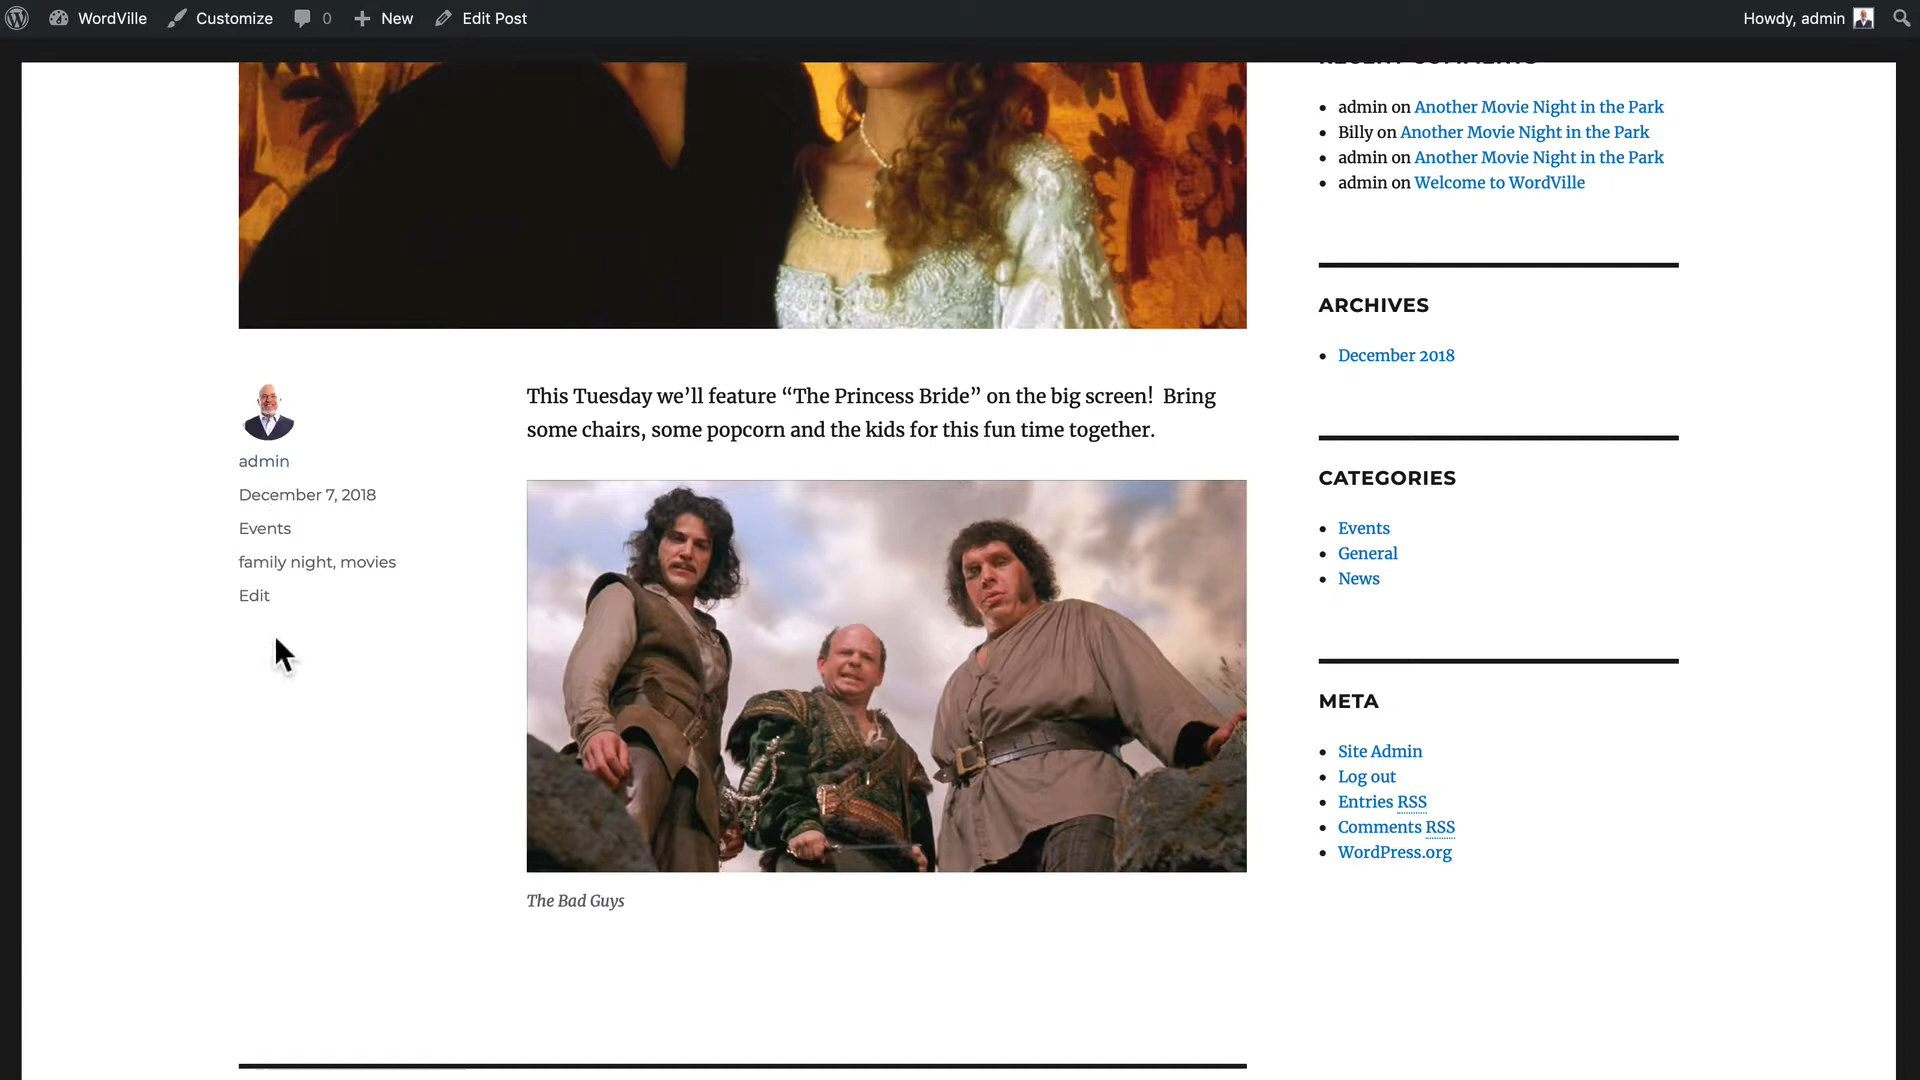 WordVille Customize 0 New Edit Post Howdy, admin
RECENT COMMENTS
admin on Another Movie Night in the Park
Billy on Another Movie Night in the Park
admin on Another Movie Night in the Park
admin on Welcome to WordVille
ARCHIVES
December 2018
CATEGORIES
Events
General
News
META
Site Admin
Log out
Entries RSS
Comments RSS
WordPress.org
admin
December 7, 2018
Events
family night, movies
Edit
This Tuesday we’ll feature “The Princess Bride” on the big screen!  Bring
some chairs, some popcorn and the kids for this fun time together.
The Bad Guys